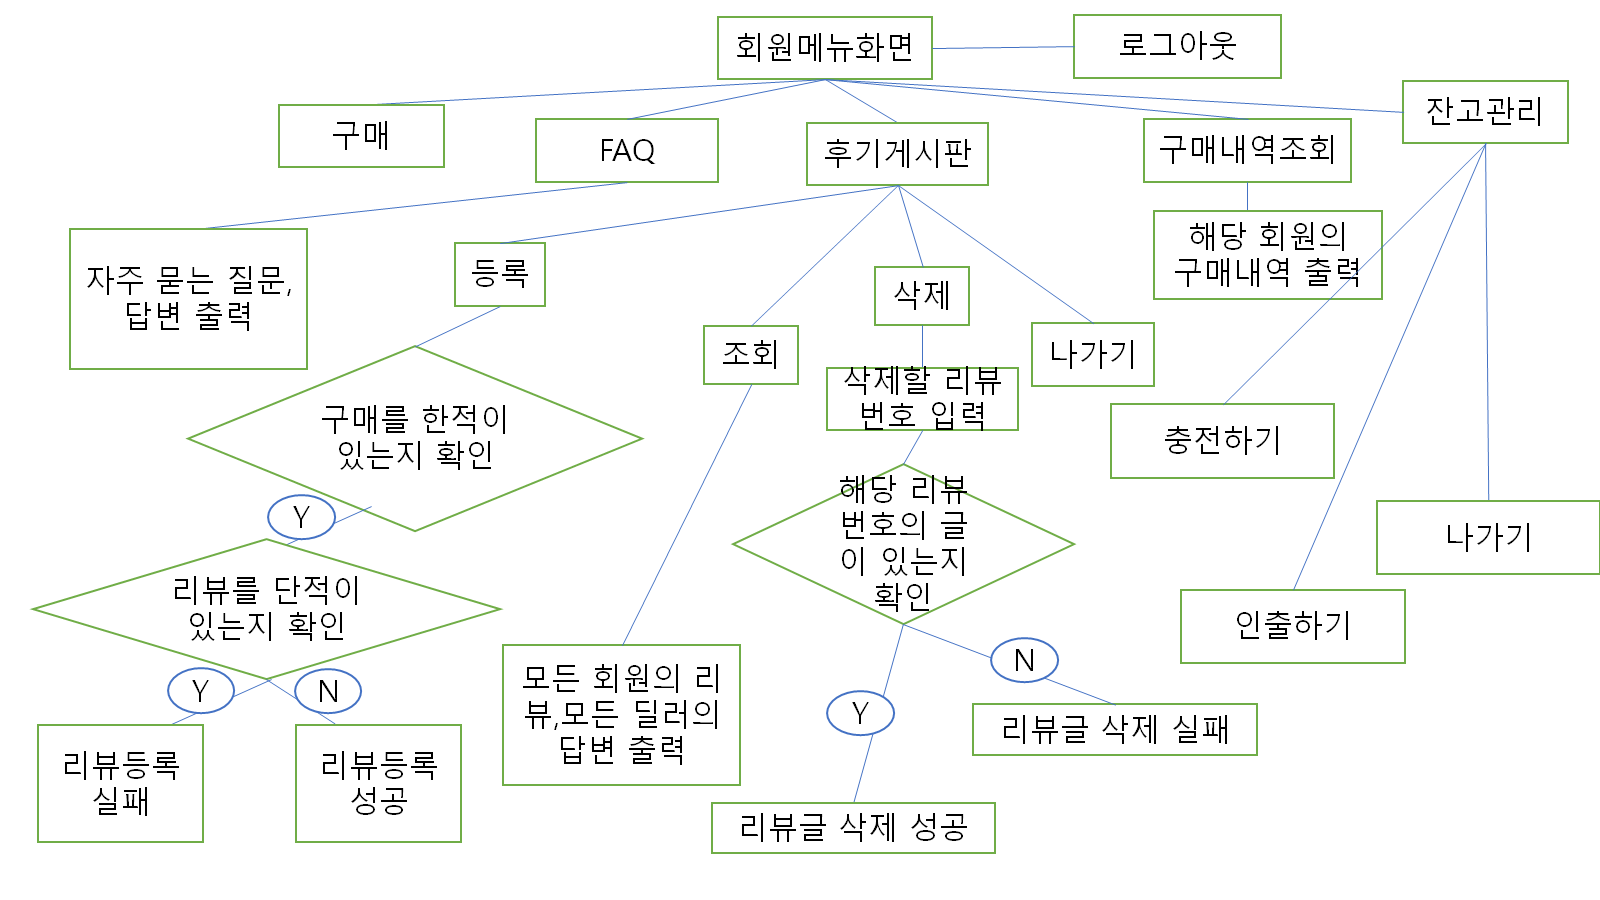 회원메뉴화면
로그아웃
구매
FAQ
후기게시판
구매내역조회
잔고관리
자주 묻는 질문,
답변 출력
등록
조회
삭제
나가기
해당 회원의
구매내역 출력
구매를 한적이
있는지 확인
삭제할 리뷰
번호 입력
충전하기
나가기
인출하기
Y
리뷰를 단적이
있는지 확인
해당 리뷰
번호의 글
이 있는지
확인
Y
N
리뷰등록
실패
리뷰등록
성공
모든 회원의 리
뷰,모든 딜러의
답변 출력
Y
N
리뷰글 삭제 실패
리뷰글 삭제 성공